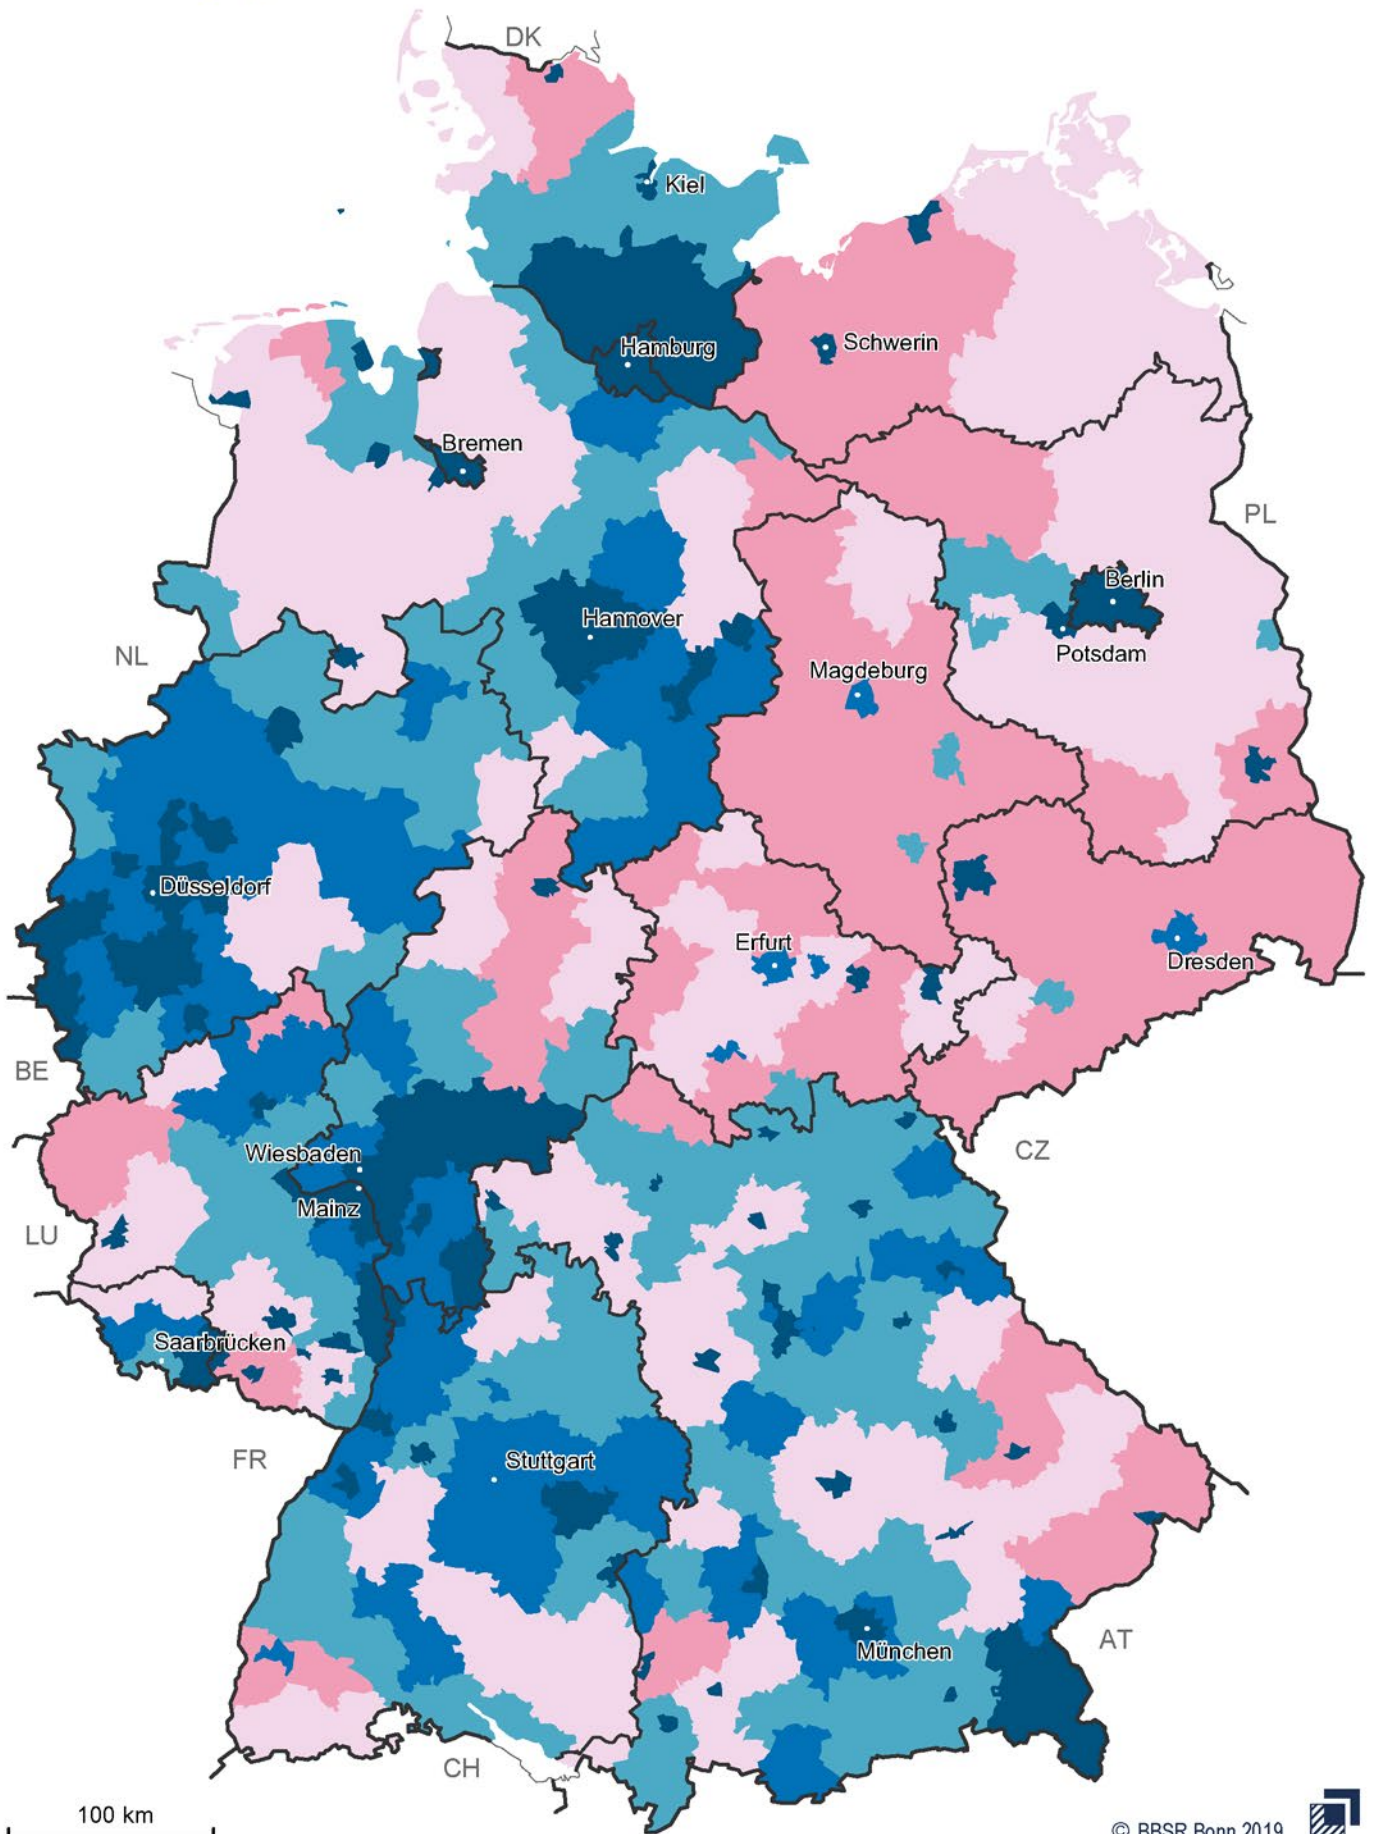 DK
Kiel
Hamburg
Schwerin
Bremen
PL
Berlin
Hannover
NL
Potsdam
Magdeburg
Düsseldorf
Erfurt
Dresden
BE
CZ
Wiesbaden
Mainz
LU
Saarbrücken
FR
Stuttgart
AT
München
CH
100 km
© BBSR Bonn 2019